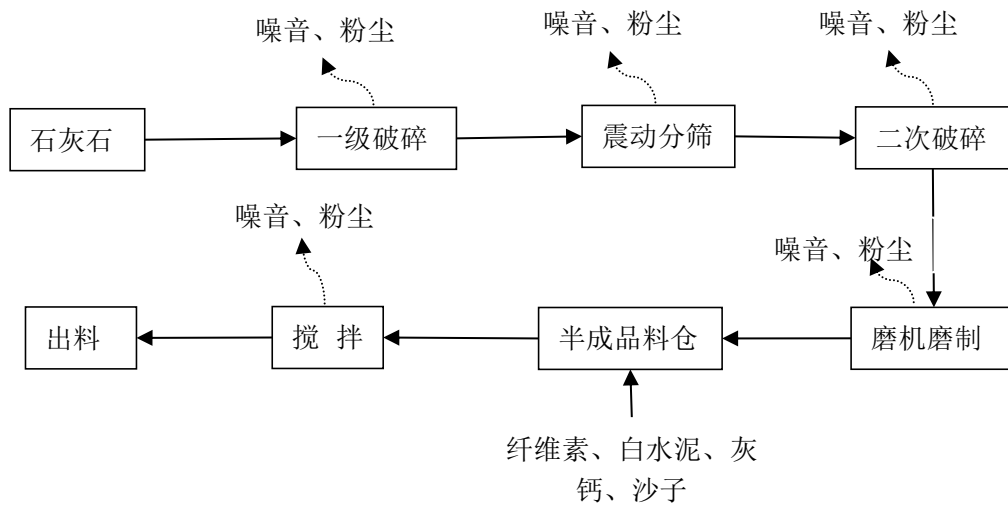 噪音、粉尘
噪音、粉尘
噪音、粉尘
石灰石
一级破碎
震动分筛
二次破碎
噪音、粉尘
噪音、粉尘
出料
搅 拌
半成品料仓
磨机磨制
纤维素、白水泥、灰
钙、沙子